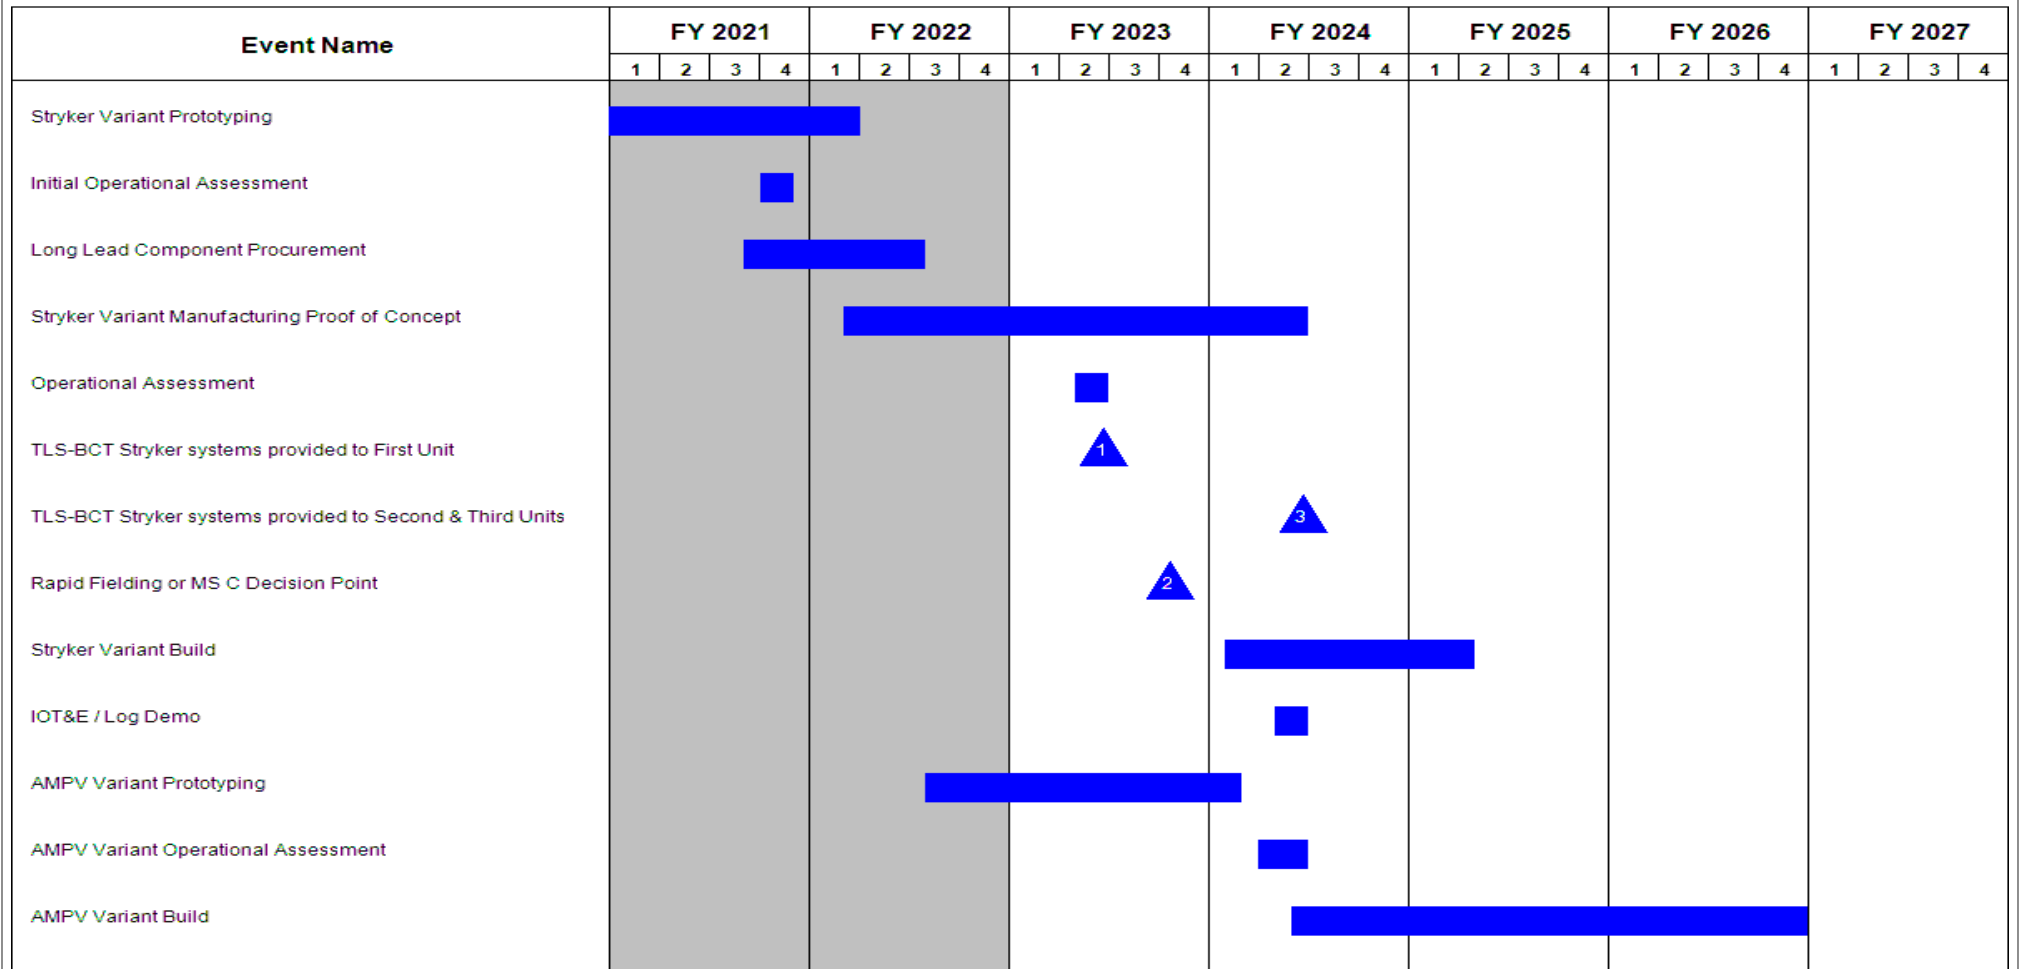 Event Name FY 2021 FY 2022 FY 2023 FY 2024 FY 2025 FY 2026 FY 2027
1 2 3 4 1 2 3 4 1 2 3 4 1 2 3 4 1 2 3 4 1 2 3 4 1 2 3 4
Stryker Variant Prototyping
Initial Operational Assessment
Long Lead Component Procurement
Stryker Variant Manufacturing Proof of Concept
Operational Assessment
TLS-BCT Stryker systems provided to First Unit 1
TLS-BCT Stryker systems provided to Second & Third Units 3
Rapid Fielding or MS C Decision Point 2
Stryker Variant Build
IOT&E / Log Demo
AMPV Variant Prototyping
AMPV Variant Operational Assessment
AMPV Variant Build